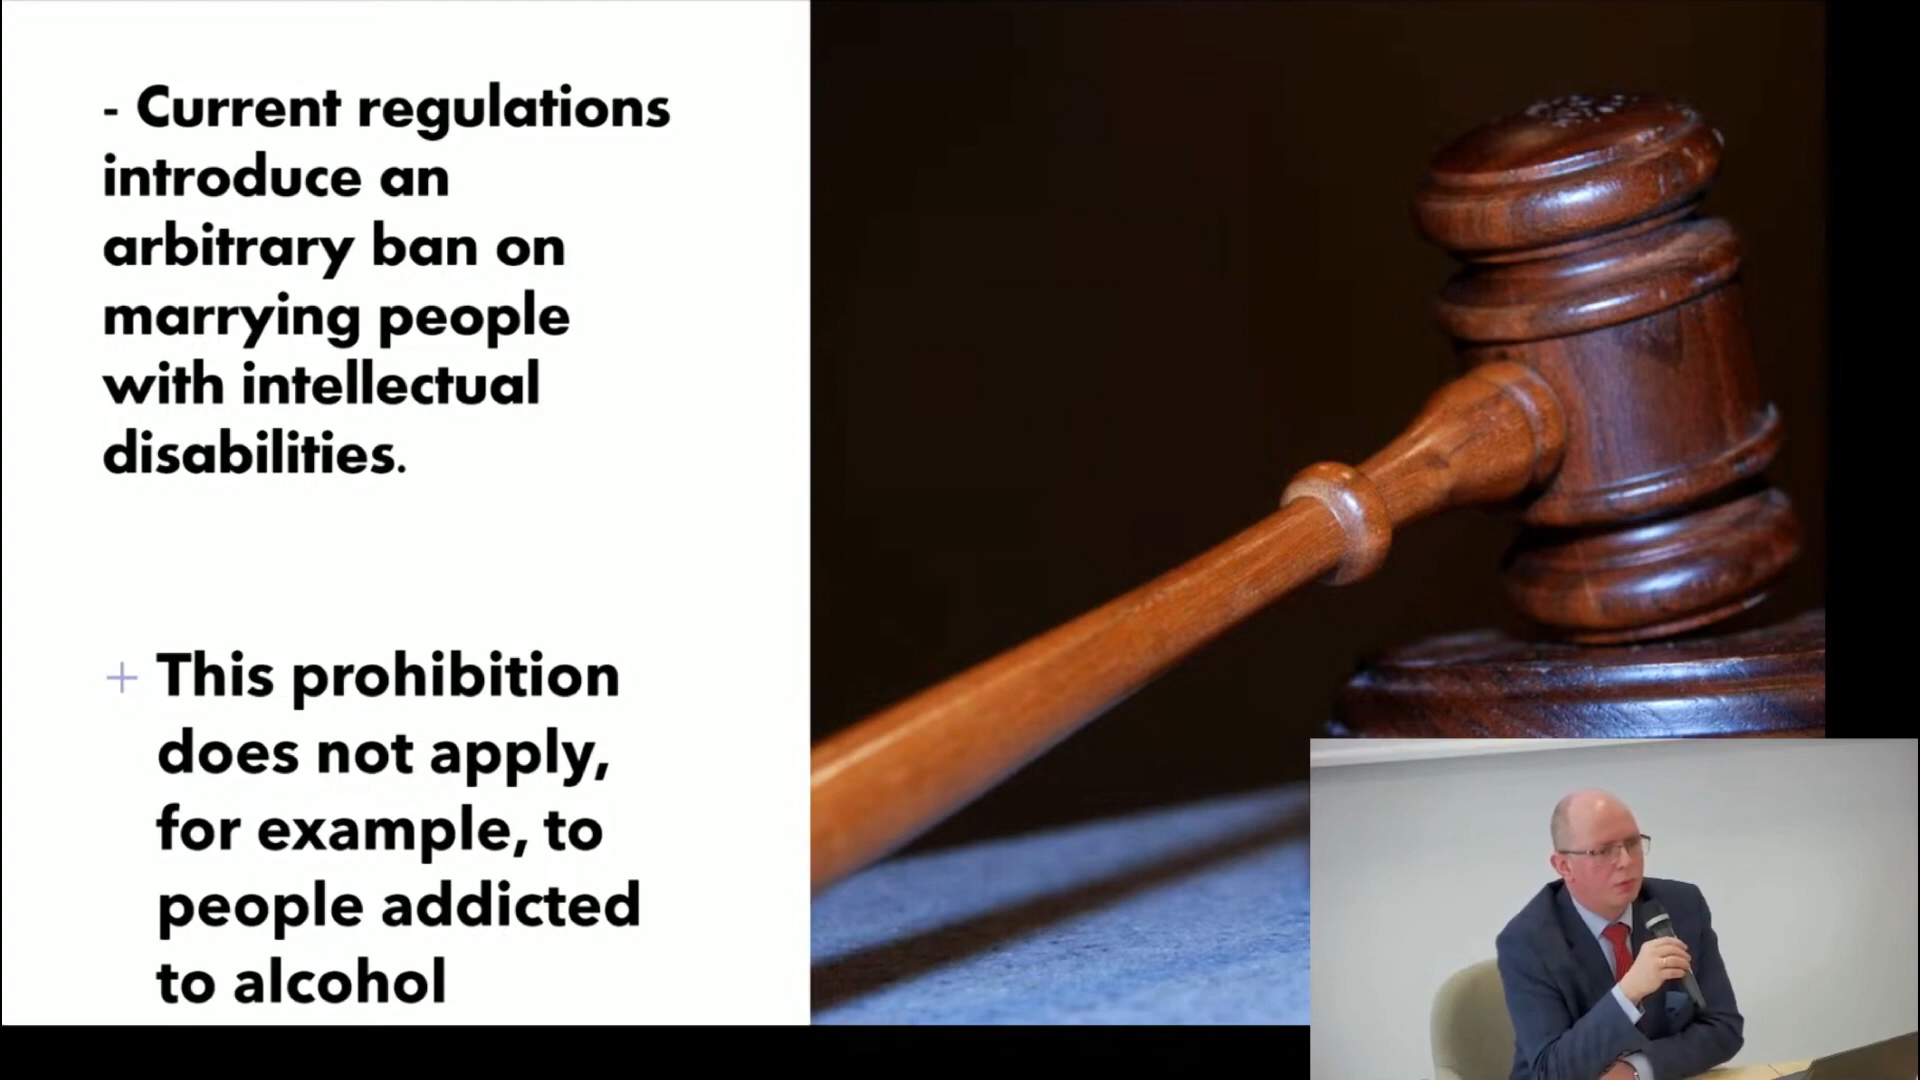 - Current regulations
introduce an
arbitrary ban on
marrying people
with intellectual
disabilities.
+ This prohibition
does not apply,
for example, to
people addicted
to alcohol